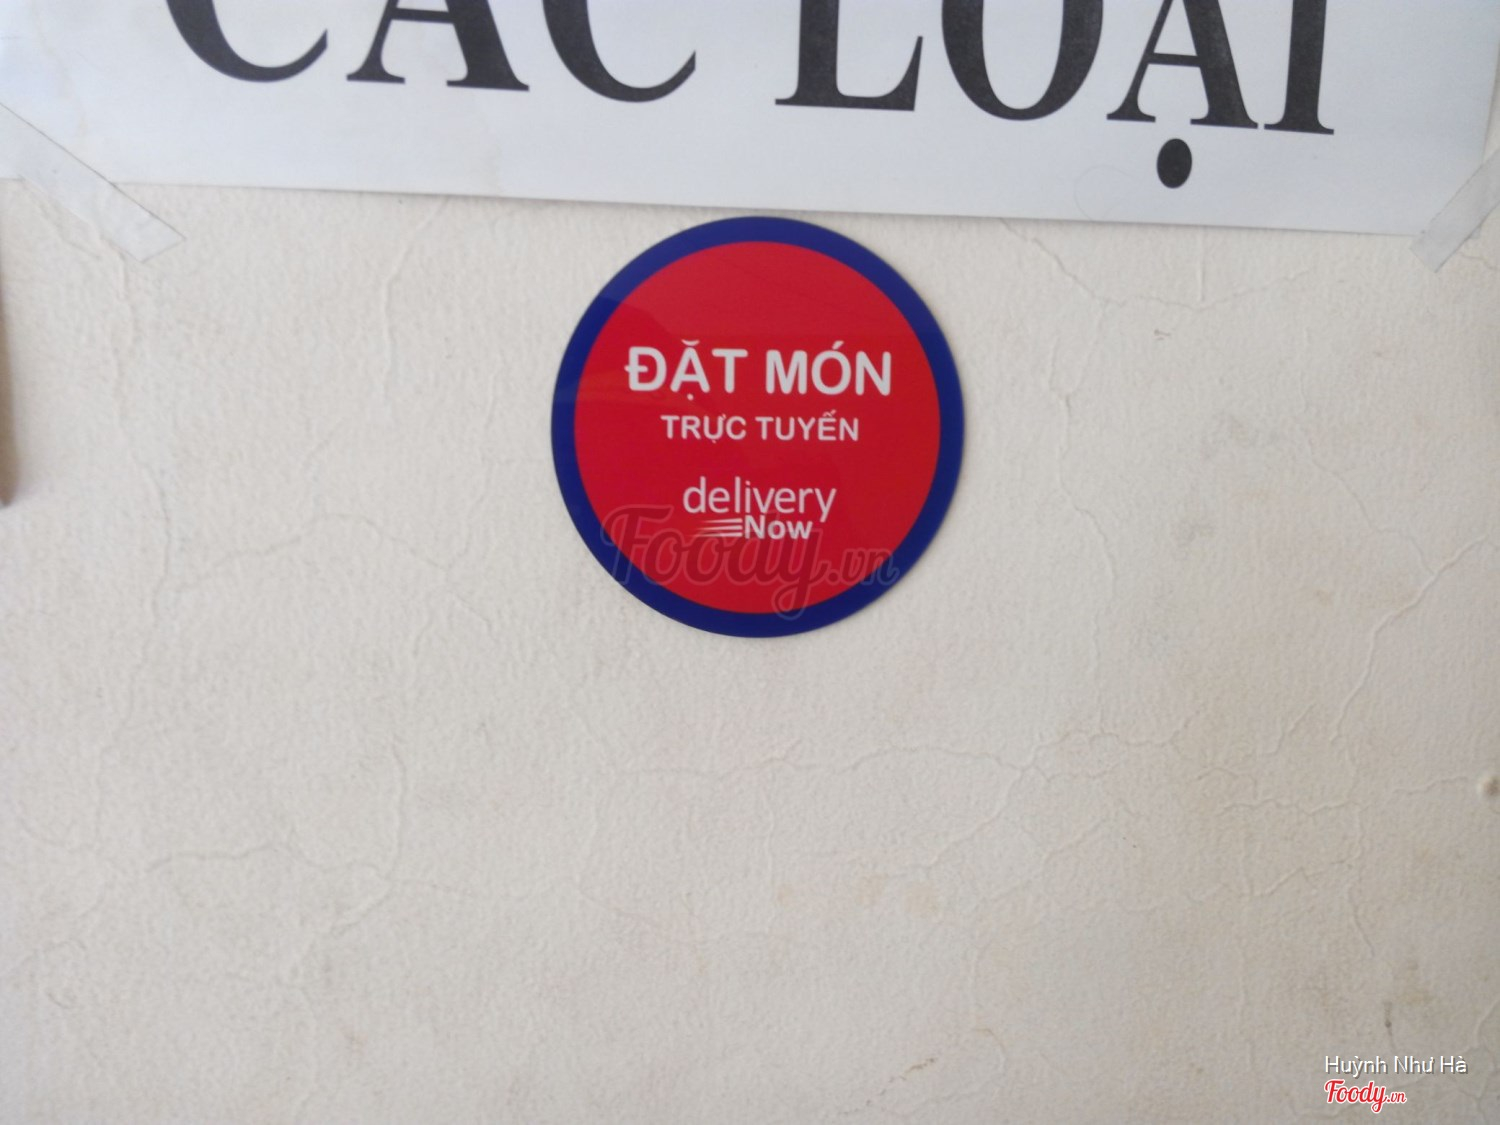 CÁC LOẠI
ĐẶT MÓN
TRỰC TUYẾN
delivery
Now
Foody.vn
Huỳnh Như Hà
Foody.vn